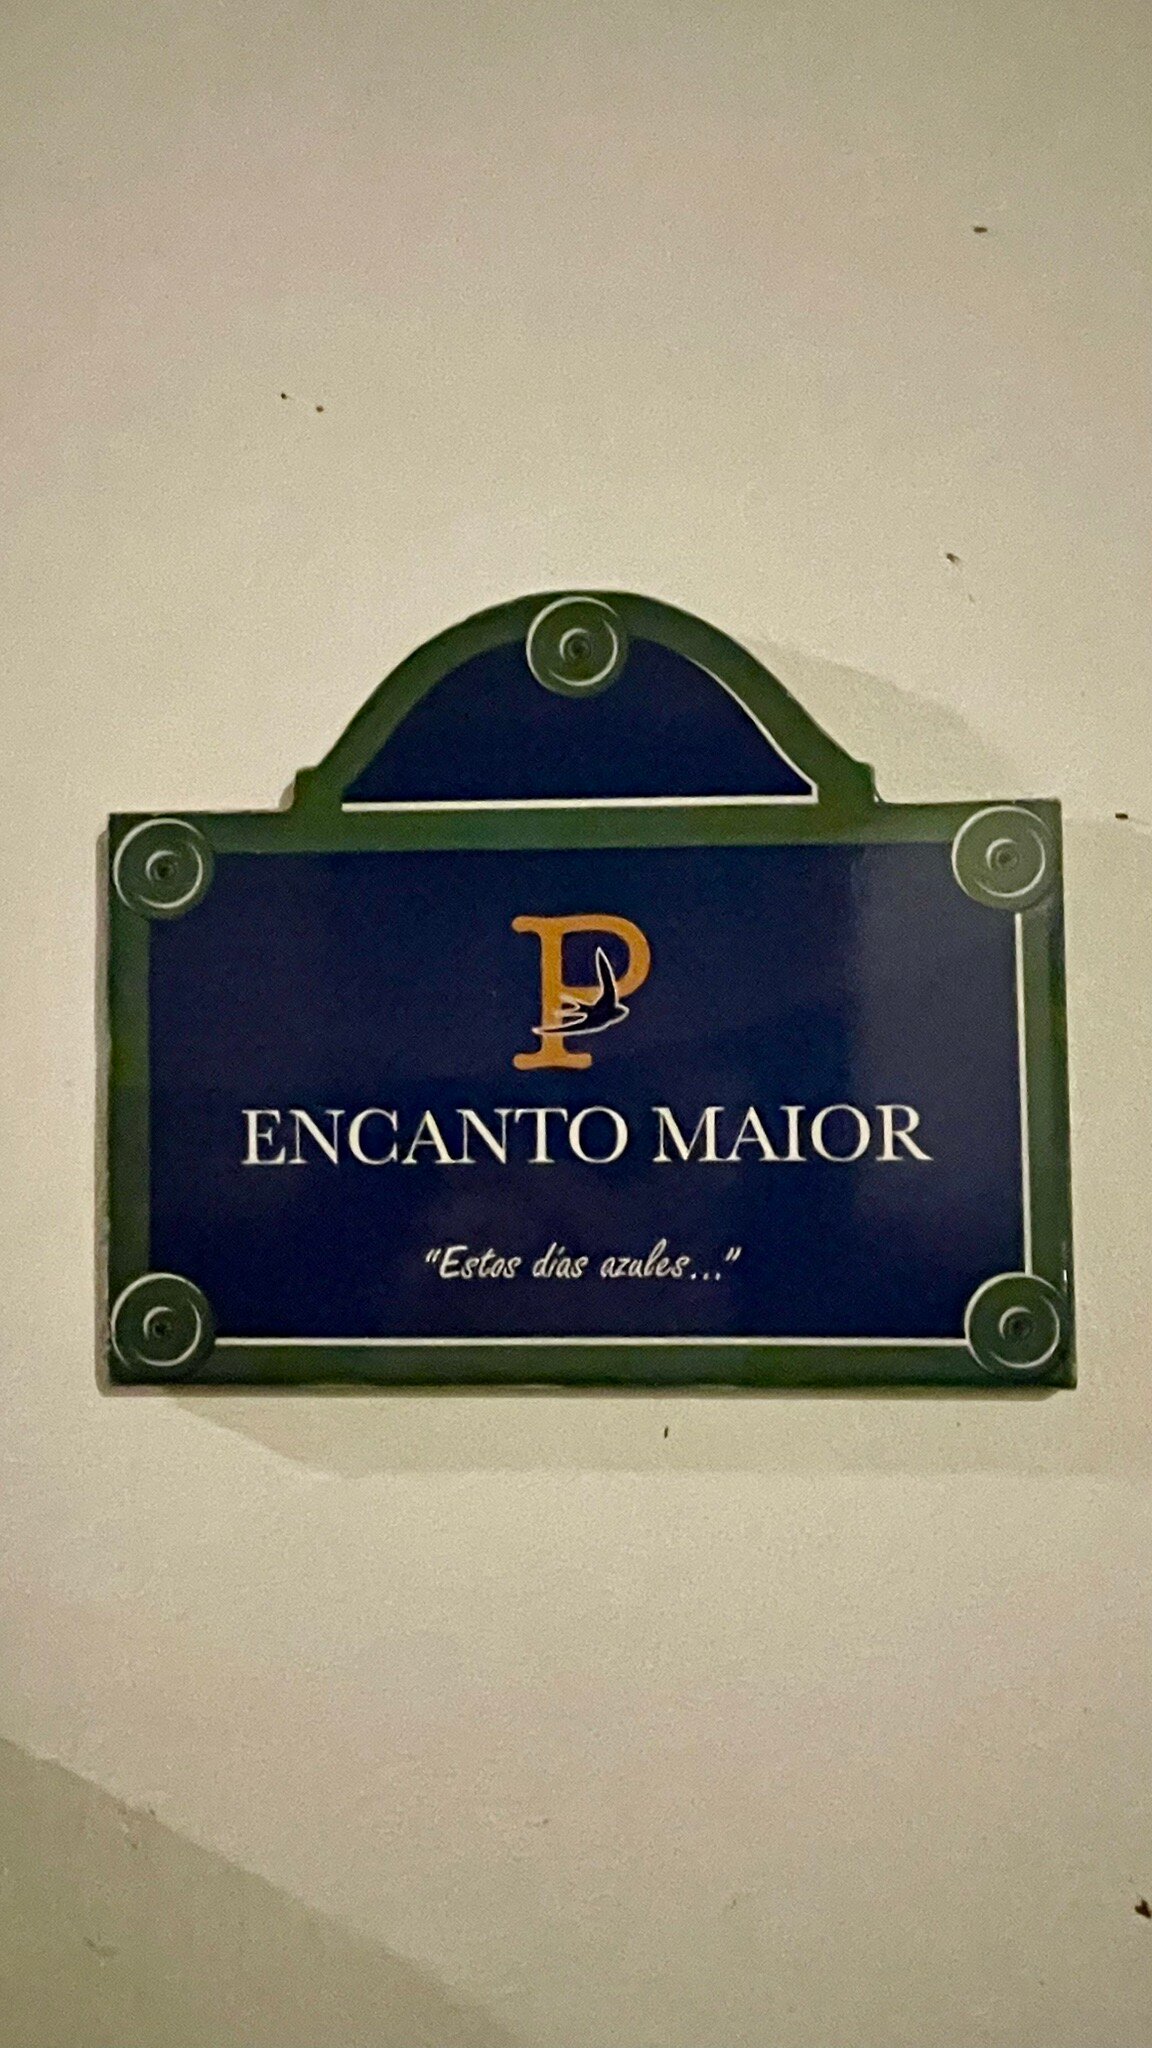 P
ENCANTO MAIOR
“Estos días azules...”